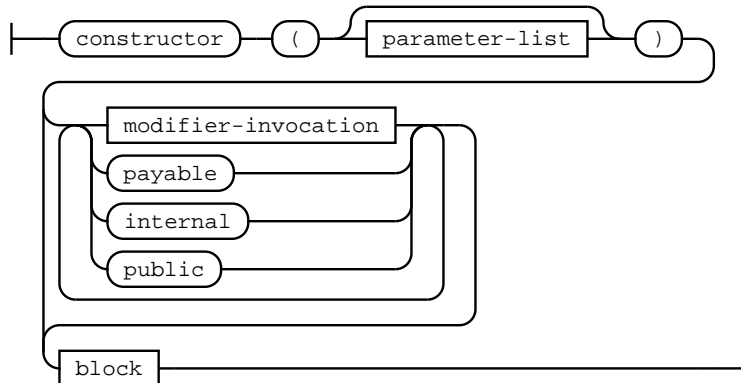 constructor ( parameter-list )
modifier-invocation
payable
internal
public
block